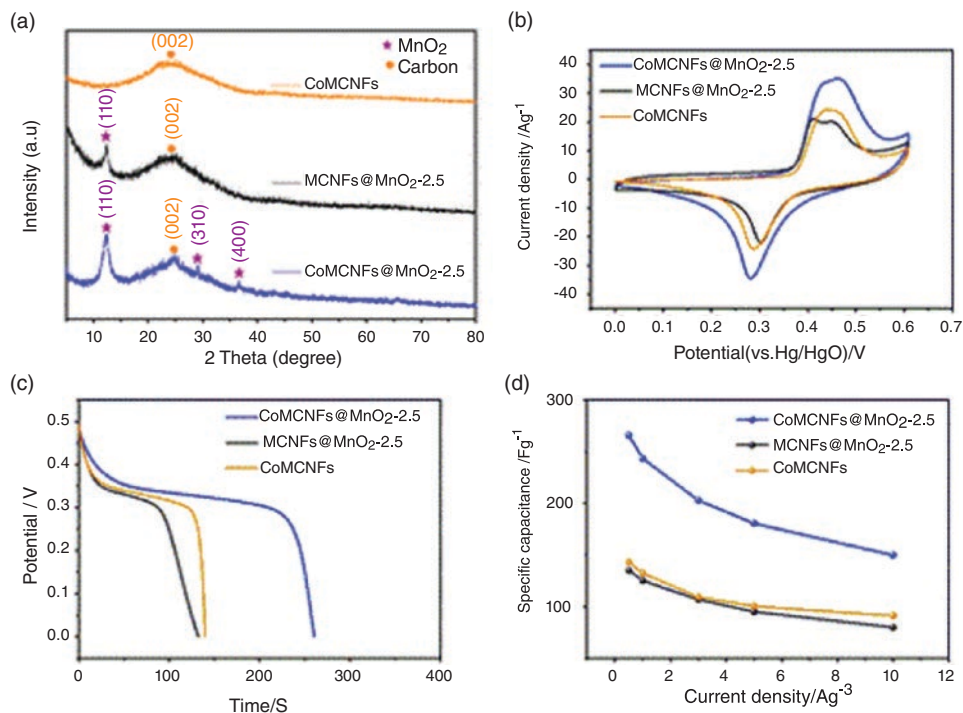 (a)
(002)
★ MnO₂
● Carbon
CoMCNFs
(110)
(002)
MCNFs@MnO₂-2.5
(110)
(002)
(310)
(400)
CoMCNFs@MnO₂-2.5
Intensity (a.u)
10 20 30 40 50 60 70 80
2 Theta (degree)
(b)
CoMCNFs@MnO₂-2.5
MCNFs@MnO₂-2.5
CoMCNFs
Current density /Ag⁻¹
40
30
20
10
0
-10
-20
-30
-40
0.0 0.1 0.2 0.3 0.4 0.5 0.6 0.7
Potential(vs.Hg/HgO)/V
(c)
CoMCNFs@MnO₂-2.5
MCNFs@MnO₂-2.5
CoMCNFs
Potential / V
0.5
0.4
0.3
0.2
0.1
0.0
0 100 200 300 400
Time/S
(d)
CoMCNFs@MnO₂-2.5
MCNFs@MnO₂-2.5
CoMCNFs
Specific capacitance /Fg⁻¹
300
200
100
0 2 4 6 8 10 12
Current density/Ag⁻³